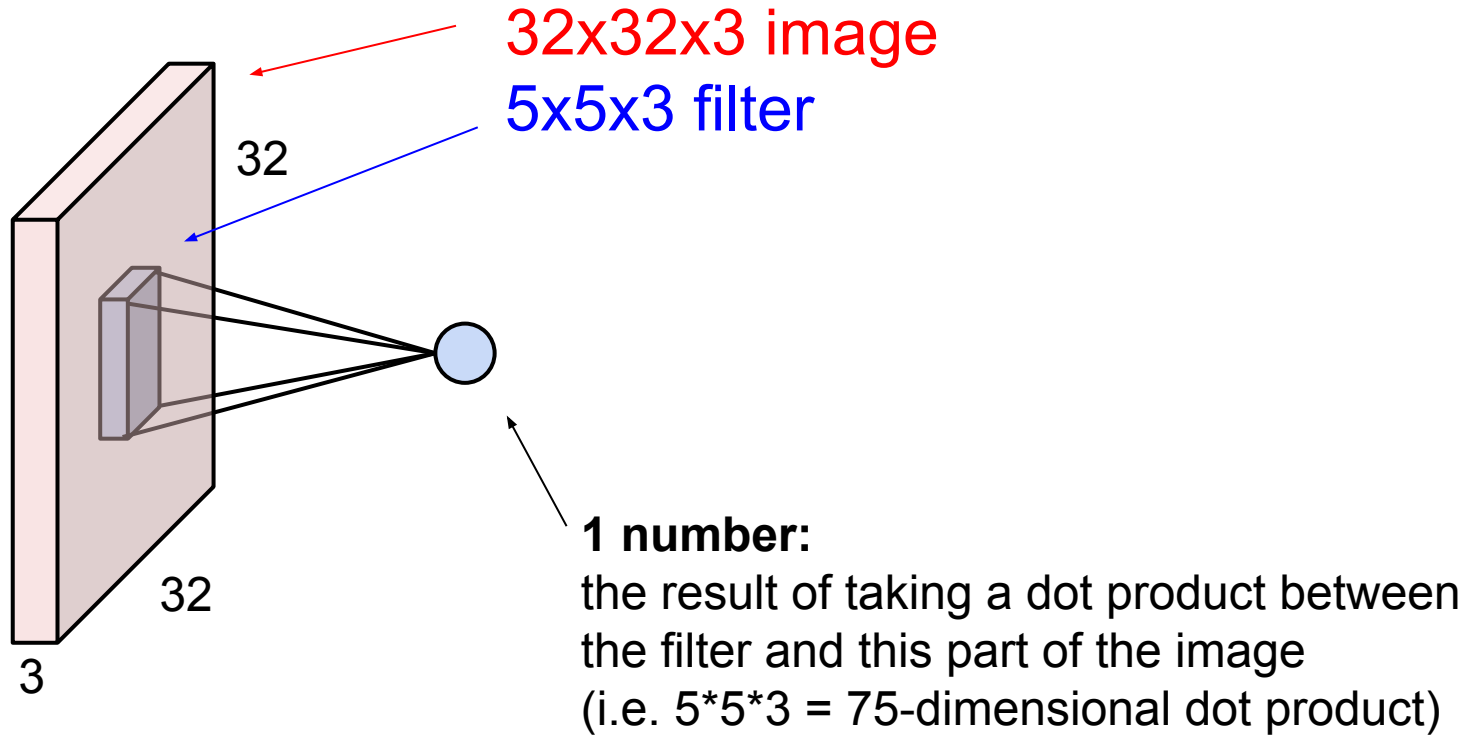 32x32x3 image
5x5x3 filter
32
32
3
1 number:
the result of taking a dot product between
the filter and this part of the image
(i.e. 5*5*3 = 75-dimensional dot product)